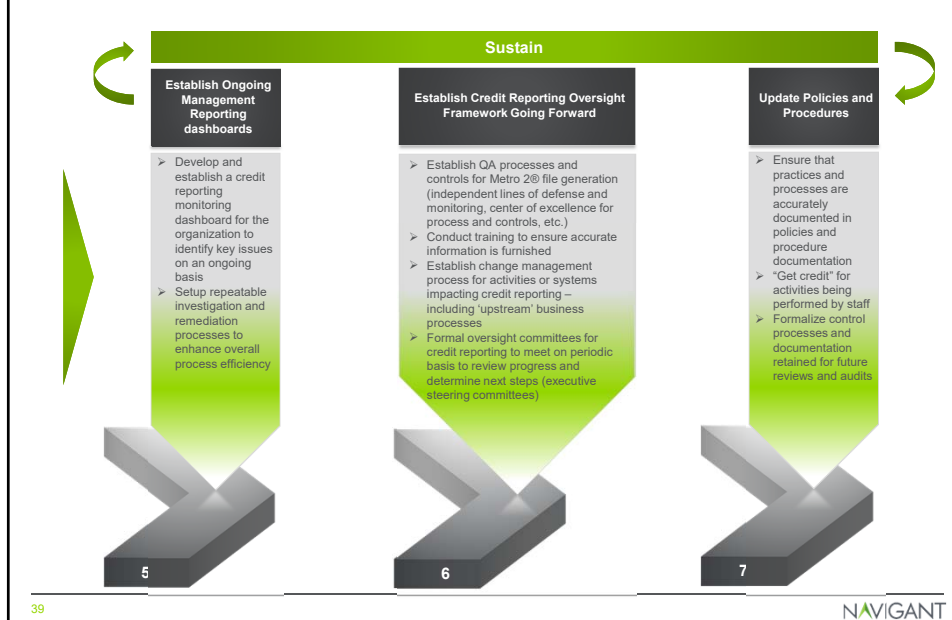 Sustain
Establish Ongoing
Management
Reporting
dashboards
➢ Develop and
establish a credit
reporting
monitoring
dashboard for the
organization to
identify key issues
on an ongoing
basis
➢ Setup repeatable
investigation and
remediation
processes to
enhance overall
process efficiency
5
Establish Credit Reporting Oversight
Framework Going Forward
➢ Establish QA processes and
controls for Metro 2® file generation
(independent lines of defense and
monitoring, center of excellence for
process and controls, etc.)
➢ Conduct training to ensure accurate
information is furnished
➢ Establish change management
process for activities or systems
impacting credit reporting –
including ‘upstream’ business
processes
➢ Formal oversight committees for
credit reporting to meet on periodic
basis to review progress and
determine next steps (executive
steering committees)
6
Update Policies and
Procedures
➢ Ensure that
practices and
processes are
accurately
documented in
policies and
procedure
documentation
➢ “Get credit” for
activities being
performed by staff
➢ Formalize control
processes and
documentation
retained for future
reviews and audits
7
39
NAVIGANT